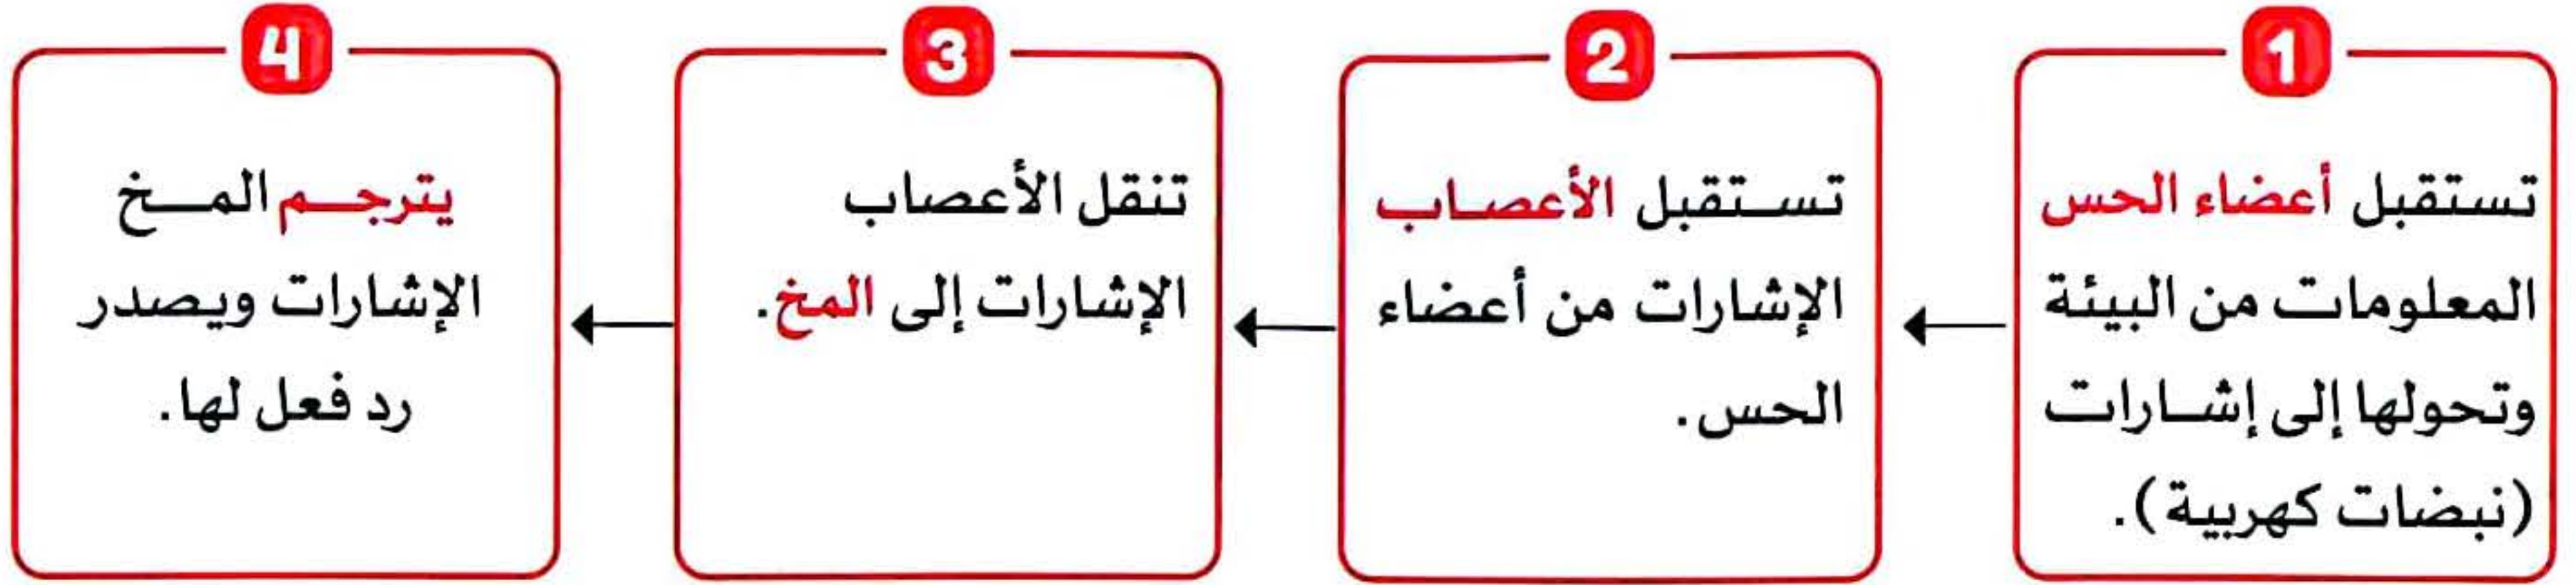 1
تستقبل أعضاء الحس
المعلومات من البيئة
وتحولها إلى إشارات
(نبضات كهربية).
2
تستقبل الأعصاب
الإشارات من أعضاء
الحس.
3
تنقل الأعصاب
الإشارات إلى المخ.
4
يترجم المخ
الإشارات ويصدر
رد فعل لها.